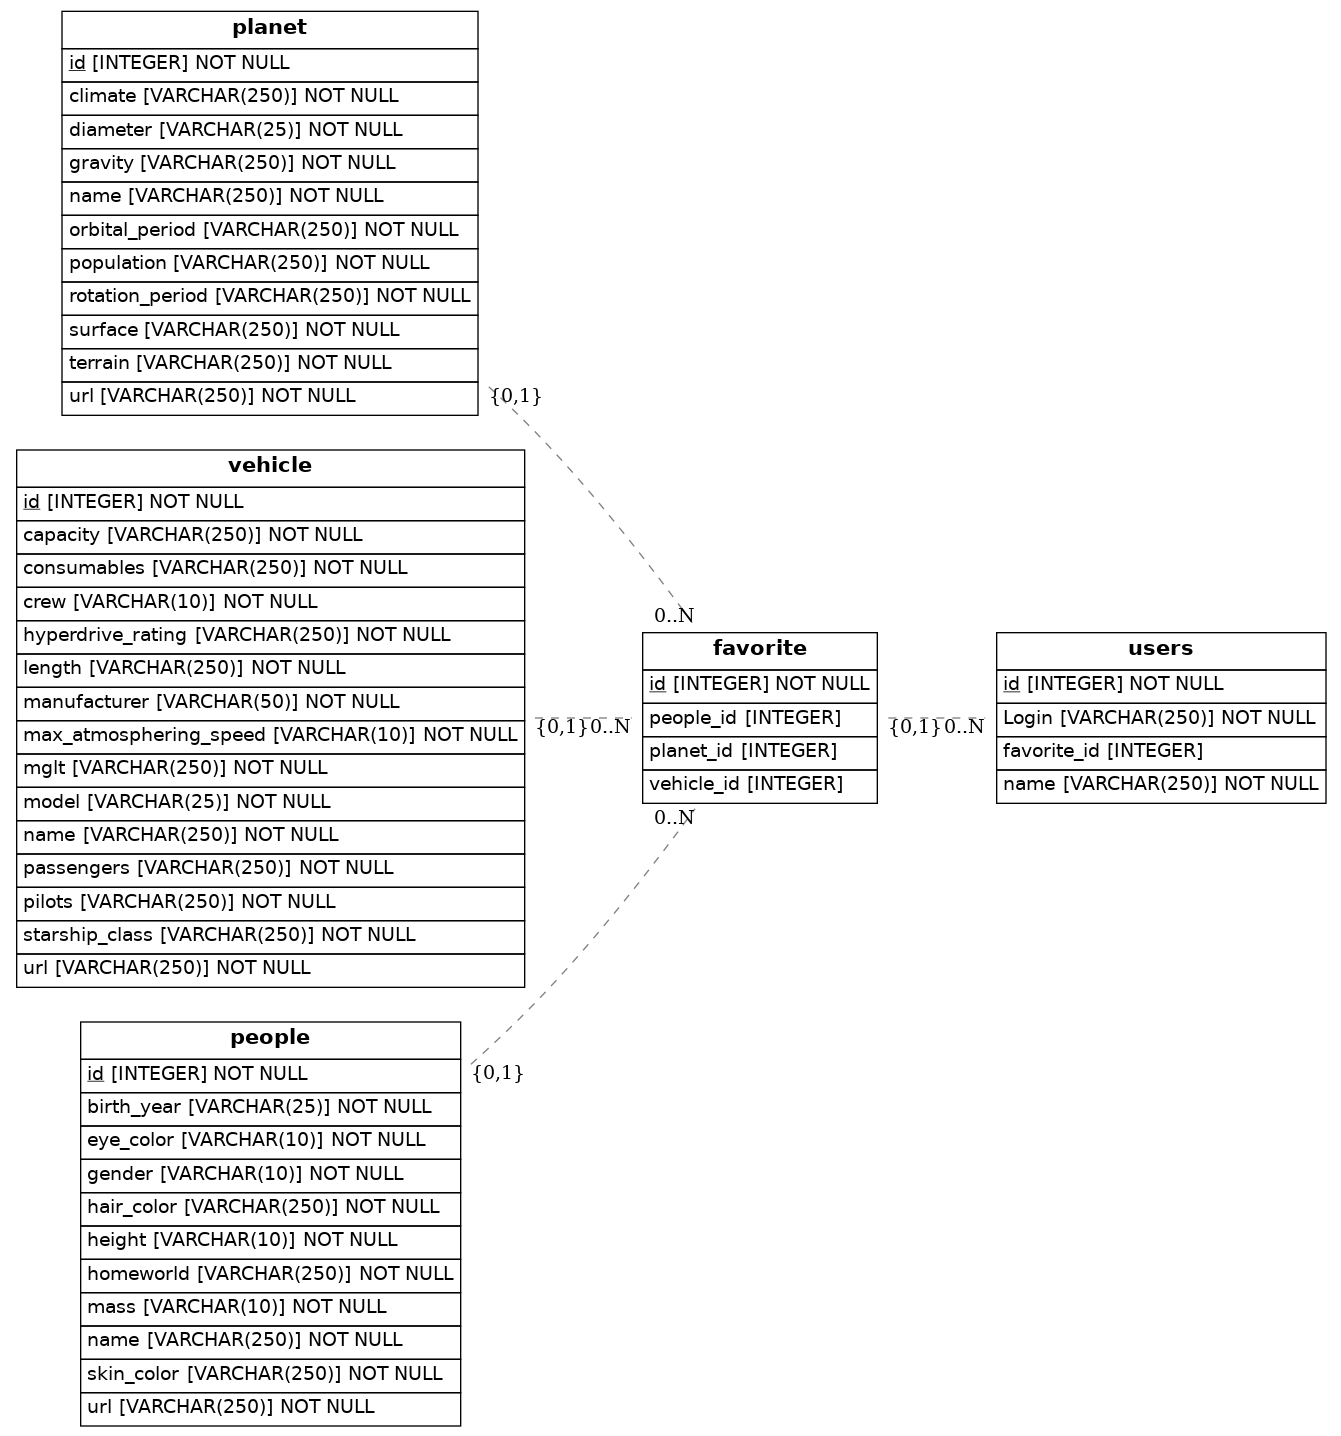 planet
id [INTEGER] NOT NULL
climate [VARCHAR(250)] NOT NULL
diameter [VARCHAR(25)] NOT NULL
gravity [VARCHAR(250)] NOT NULL
name [VARCHAR(250)] NOT NULL
orbital_period [VARCHAR(250)] NOT NULL
population [VARCHAR(250)] NOT NULL
rotation_period [VARCHAR(250)] NOT NULL
surface [VARCHAR(250)] NOT NULL
terrain [VARCHAR(250)] NOT NULL
url [VARCHAR(250)] NOT NULL
{0,1}
0..N
vehicle
id [INTEGER] NOT NULL
capacity [VARCHAR(250)] NOT NULL
consumables [VARCHAR(250)] NOT NULL
crew [VARCHAR(10)] NOT NULL
hyperdrive_rating [VARCHAR(250)] NOT NULL
length [VARCHAR(250)] NOT NULL
manufacturer [VARCHAR(50)] NOT NULL
max_atmosphering_speed [VARCHAR(10)] NOT NULL
mglt [VARCHAR(250)] NOT NULL
model [VARCHAR(25)] NOT NULL
name [VARCHAR(250)] NOT NULL
passengers [VARCHAR(250)] NOT NULL
pilots [VARCHAR(250)] NOT NULL
starship_class [VARCHAR(250)] NOT NULL
url [VARCHAR(250)] NOT NULL
{0,1}
0..N
favorite
id [INTEGER] NOT NULL
people_id [INTEGER]
planet_id [INTEGER]
vehicle_id [INTEGER]
{0,1}
0..N
users
id [INTEGER] NOT NULL
Login [VARCHAR(250)] NOT NULL
favorite_id [INTEGER]
name [VARCHAR(250)] NOT NULL
0..N
{0,1}
people
id [INTEGER] NOT NULL
birth_year [VARCHAR(25)] NOT NULL
eye_color [VARCHAR(10)] NOT NULL
gender [VARCHAR(10)] NOT NULL
hair_color [VARCHAR(250)] NOT NULL
height [VARCHAR(10)] NOT NULL
homeworld [VARCHAR(250)] NOT NULL
mass [VARCHAR(10)] NOT NULL
name [VARCHAR(250)] NOT NULL
skin_color [VARCHAR(250)] NOT NULL
url [VARCHAR(250)] NOT NULL